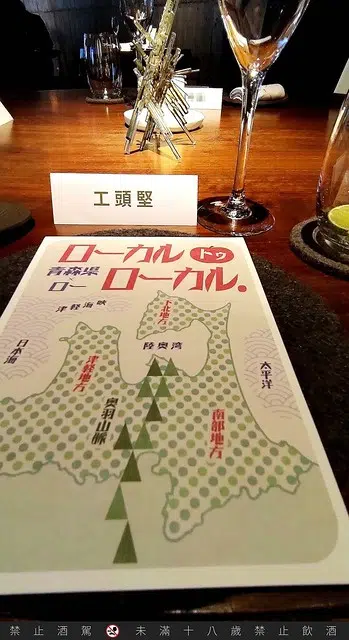 工頭堅
ローカル トゥ
青森県 ローカル.
ロー
津軽海峡
下北地方
陸奥湾
日本海
津軽地方
太平洋
奥羽山脈
南部地方
禁止酒駕 未滿十八歲禁止飲酒